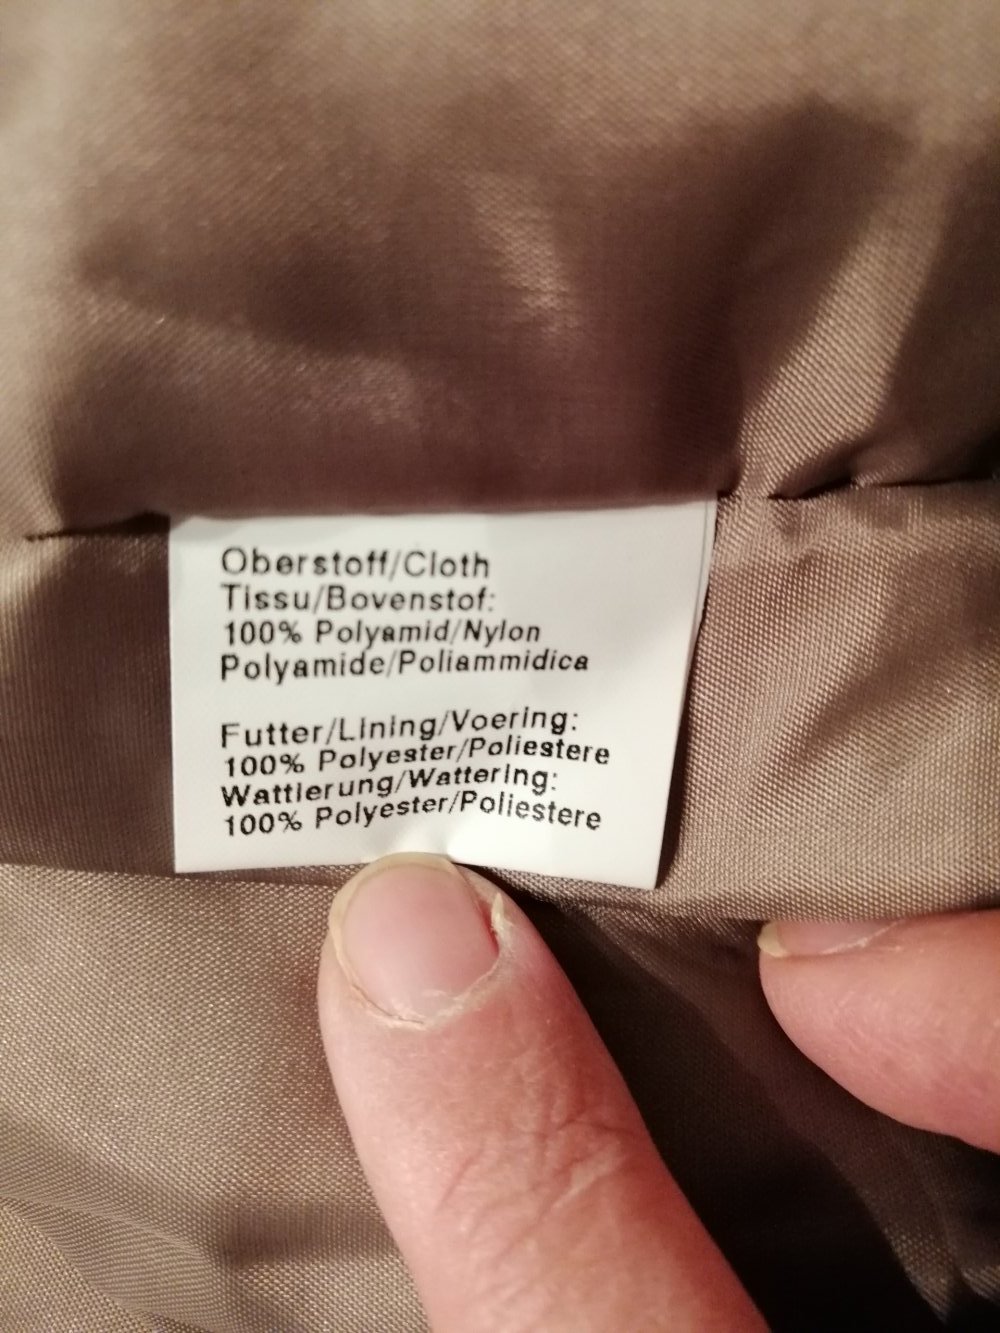 Oberstoff/Cloth
Tissu/Bovenstof:
100% Polyamid/Nylon
Polyamide/Poliammidica
Futter/Lining/Voering:
100% Polyester/Poliestere
Wattierung/Wattering:
100% Polyester/Poliestere